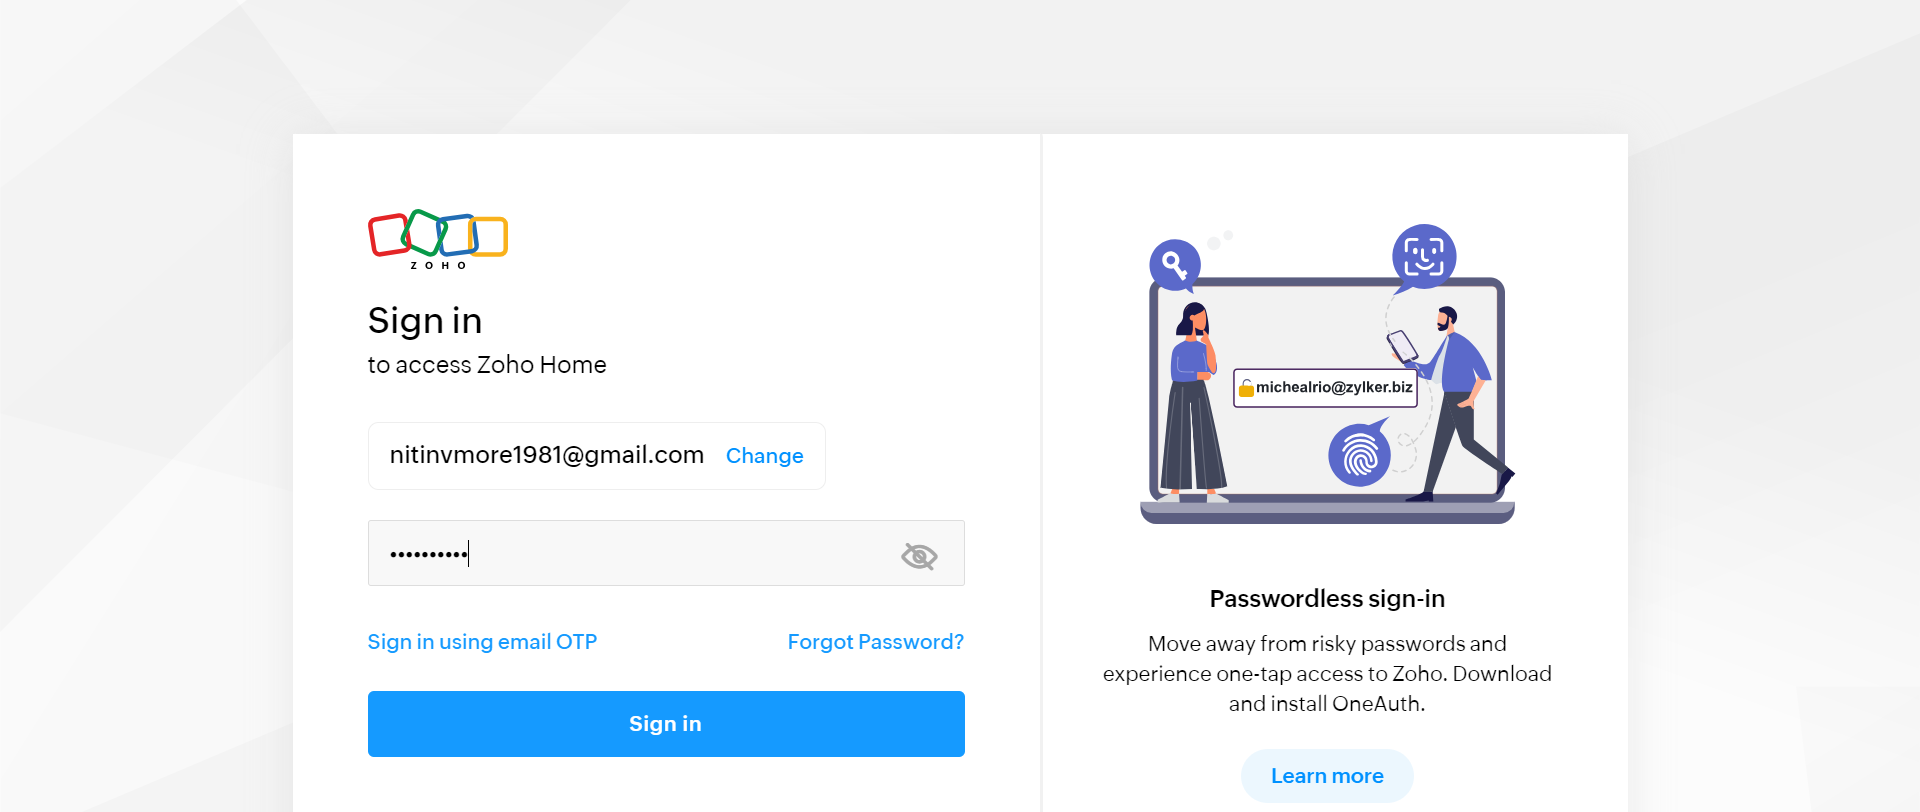 ZOHO
Sign in
to access Zoho Home
nitinvmore1981@gmail.com Change
••••••••••
Sign in using email OTP Forgot Password?
Sign in
michealrio@zylker.biz
Passwordless sign-in
Move away from risky passwords and
experience one-tap access to Zoho. Download
and install OneAuth.
Learn more